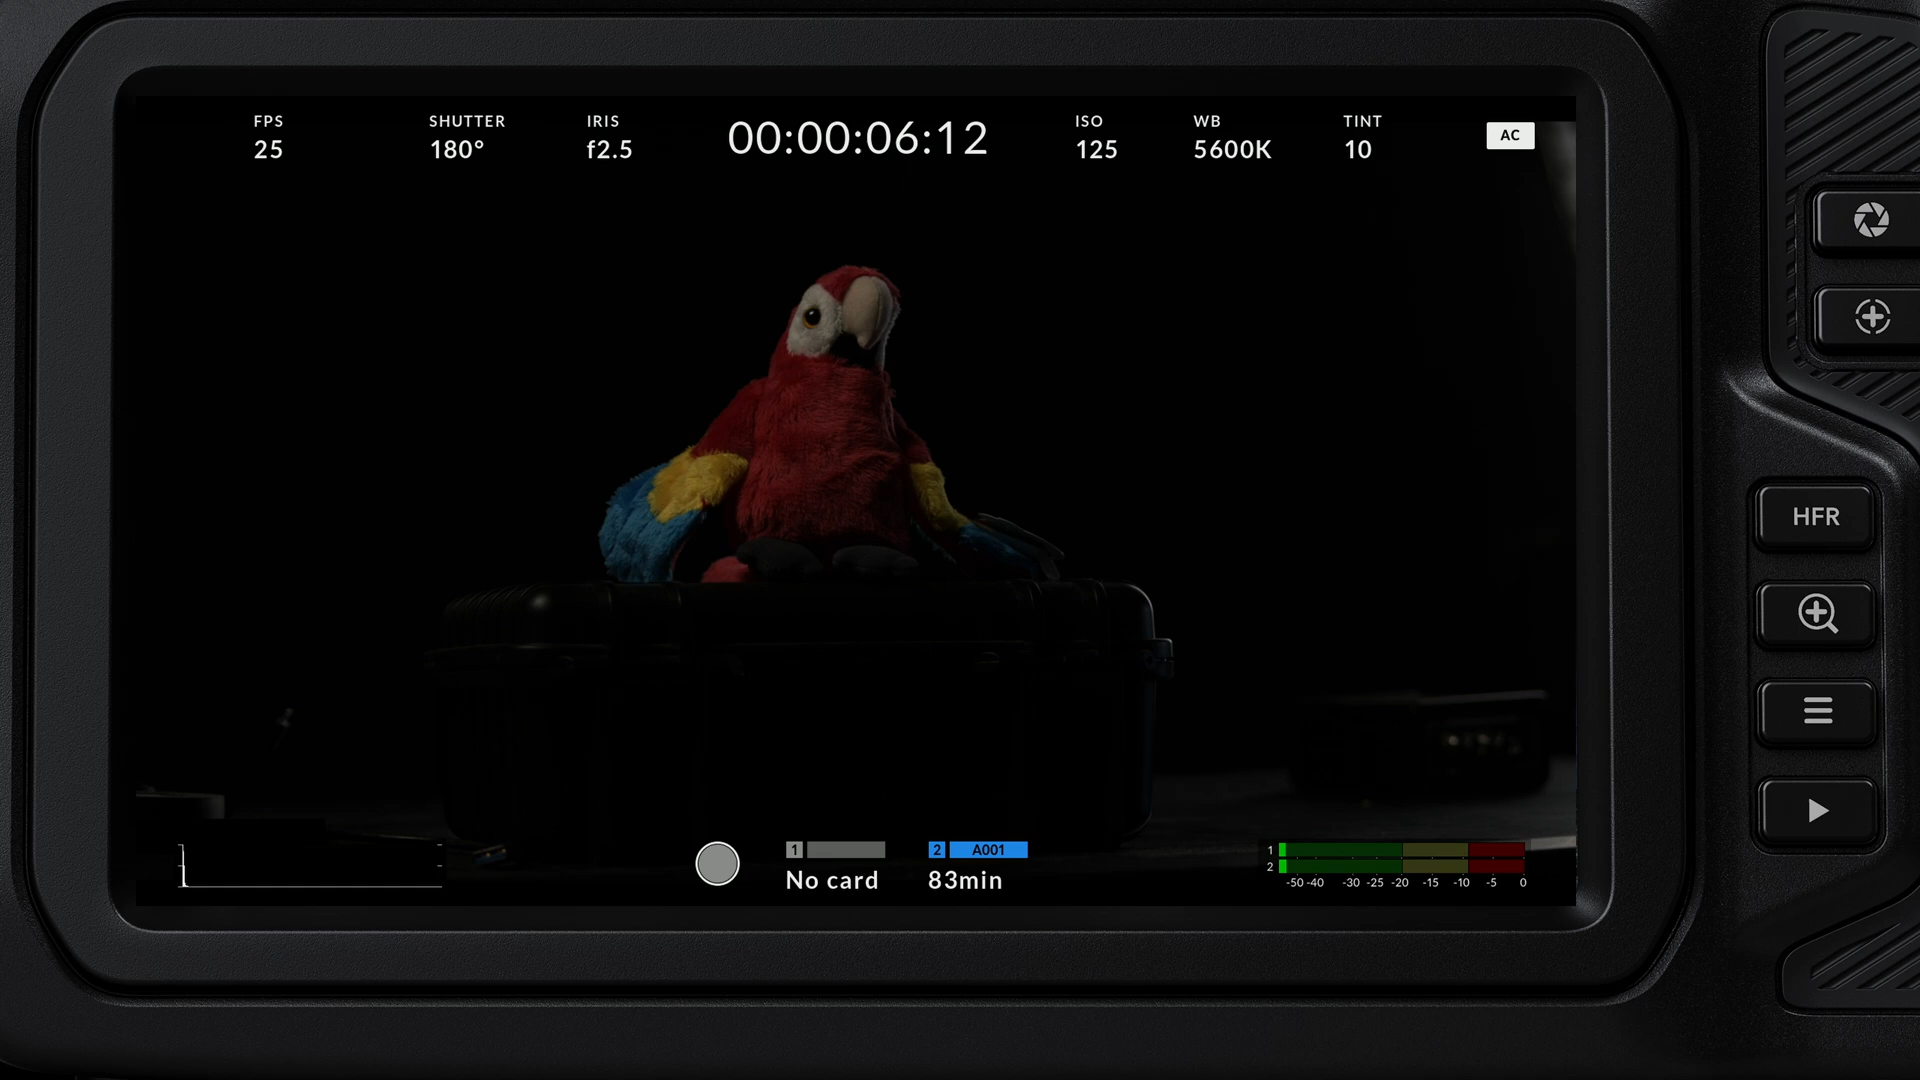 FPS SHUTTER IRIS 00:00:06:12 ISO WB TINT AC
25 180° f2.5 125 5600K 10
HFR
1 2 A001
No card 83min
1
2
-50 -40 -30 -25 -20 -15 -10 -5 0